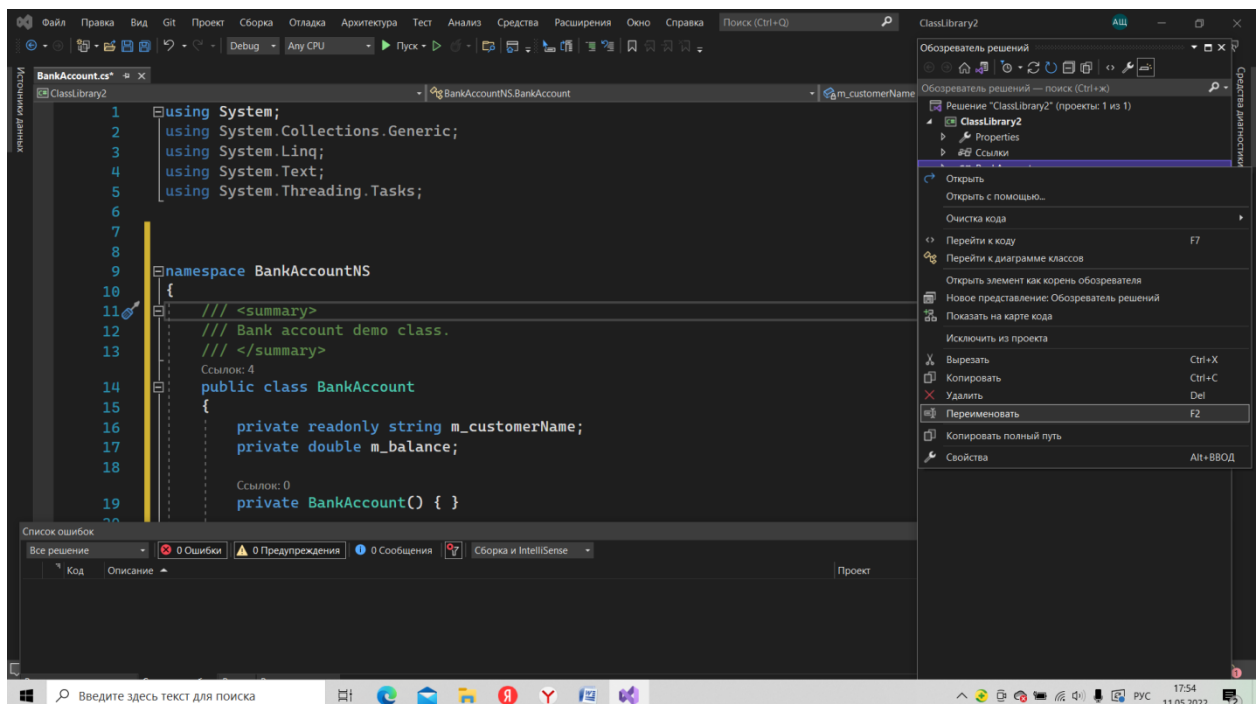 Файл Правка Вид Git Проект Сборка Отладка Архитектура Тест Анализ Средства Расширения Окно Справка Поиск (Ctrl+Q) ClassLibrary2 АЩ
Debug Any CPU Пуск
Обозреватель решений
Источники данных
BankAccount.cs*
ClassLibrary2 BankAccountNS.BankAccount m_customerName
1 using System;
2 using System.Collections.Generic;
3 using System.Linq;
4 using System.Text;
5 using System.Threading.Tasks;
6
7
8
9 namespace BankAccountNS
10 {
11 /// <summary>
12 /// Bank account demo class.
13 /// </summary>
Ссылок: 4
14 public class BankAccount
15 {
16 private readonly string m_customerName;
17 private double m_balance;
18
Ссылок: 0
19 private BankAccount() { }
Обозреватель решений — поиск (Ctrl+ж)
Решение "ClassLibrary2" (проекты: 1 из 1)
ClassLibrary2
Properties
Ссылки
Средства диагностики
Открыть
Открыть с помощью...
Очистка кода
Перейти к коду F7
Перейти к диаграмме классов
Открыть элемент как корень обозревателя
Новое представление: Обозреватель решений
Показать на карте кода
Исключить из проекта
Вырезать Ctrl+X
Копировать Ctrl+C
Удалить Del
Переименовать F2
Копировать полный путь
Свойства Alt+ВВОД
Список ошибок
Все решение 0 Ошибки 0 Предупреждения 0 Сообщения Сборка и IntelliSense
Код Описание Проект
Введите здесь текст для поиска
РУС 17:54
11.05.2022